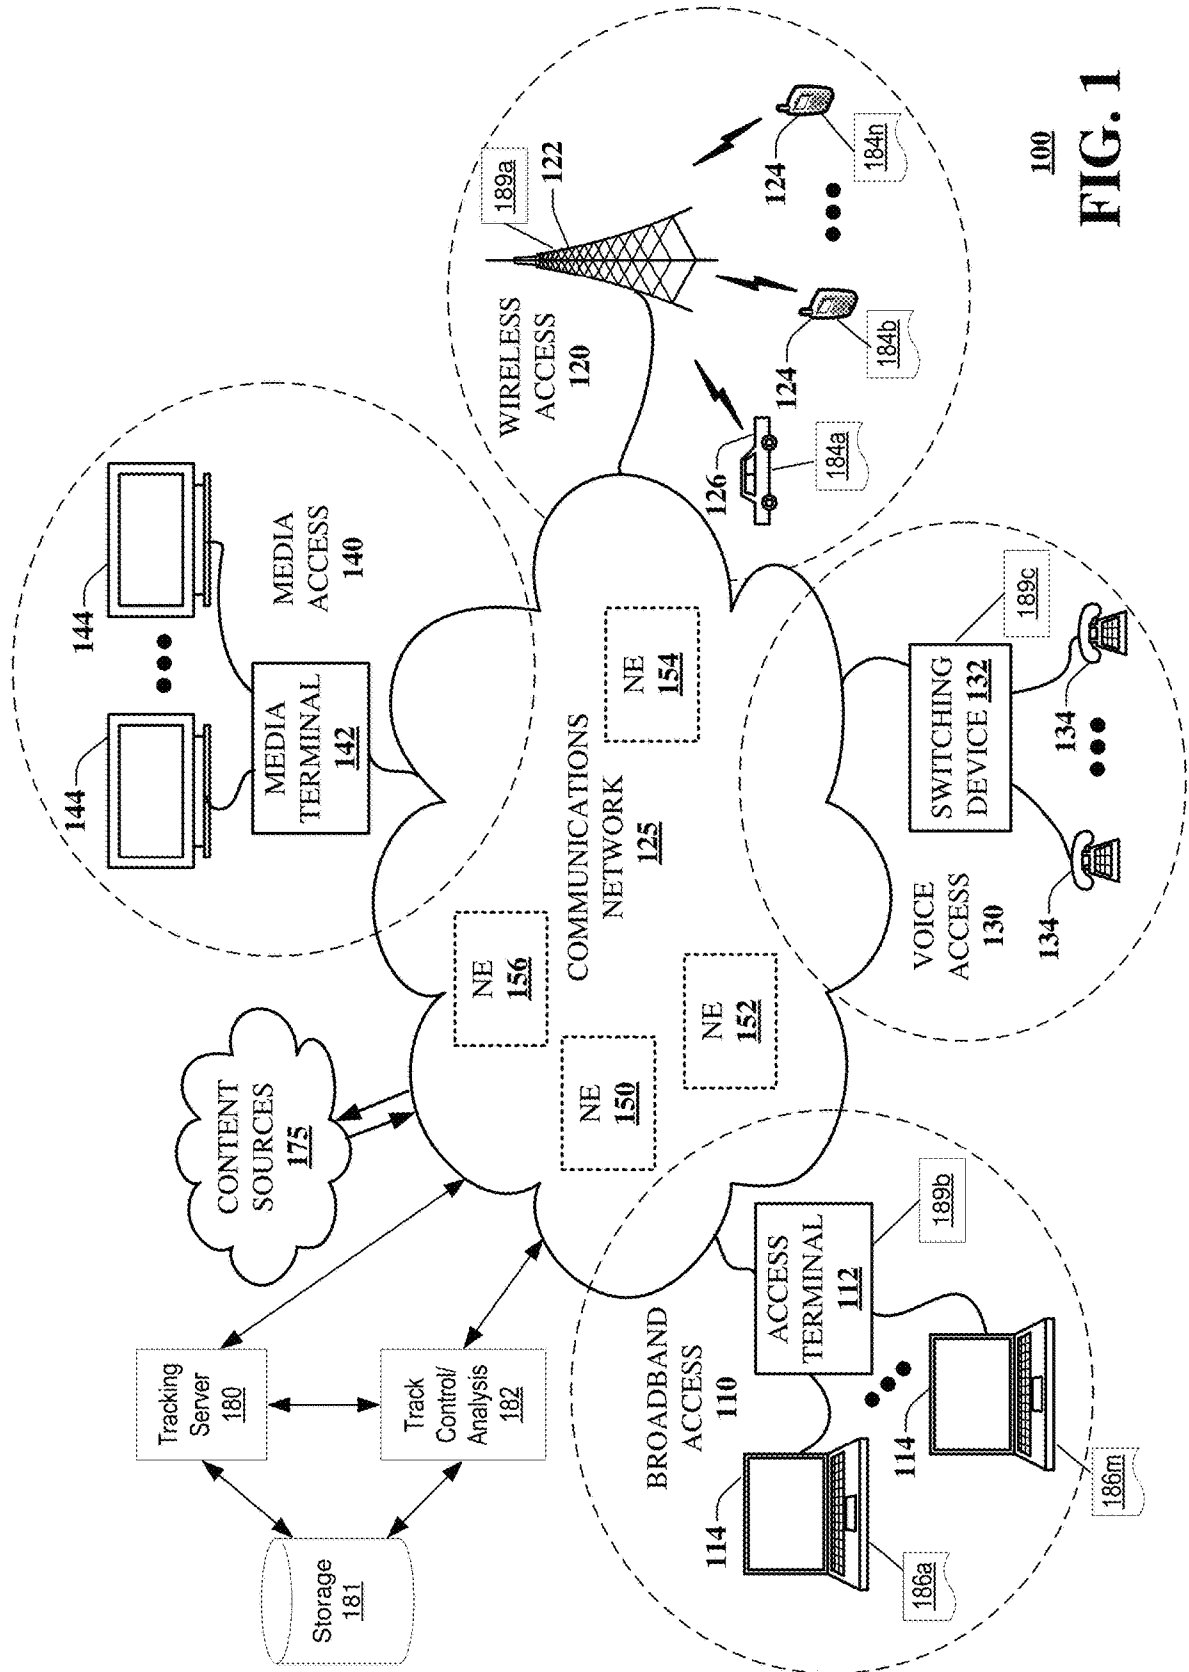 Storage
181
Tracking
Server
180
Track
Control/
Analysis
182
CONTENT
SOURCES
175
144
144
MEDIA
TERMINAL
142
MEDIA
ACCESS
140
NE
156
NE
150
NE
152
COMMUNICATIONS
NETWORK
125
NE
154
WIRELESS
ACCESS
120
189a
122
126
184a
124
184b
124
184n
BROADBAND
ACCESS
110
ACCESS
TERMINAL
112
189b
114
186a
114
186m
VOICE
ACCESS
130
SWITCHING
DEVICE 132
189c
134
134
100
FIG. 1